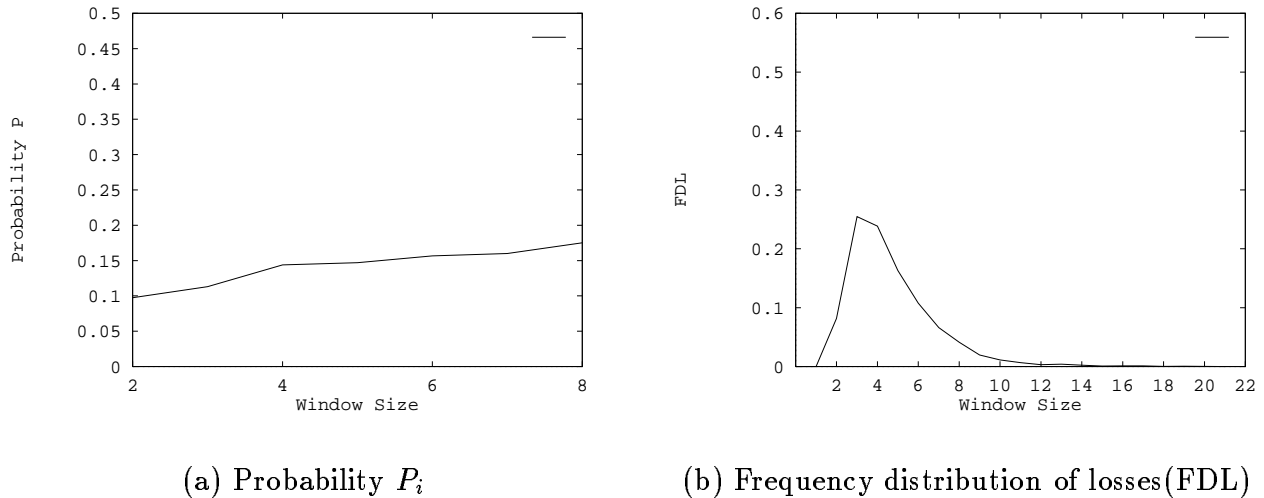 0.5
0.45
0.4
0.35
0.3
0.25
0.2
0.15
0.1
0.05
0
Probability P
2 4 6 8
Window Size
(a) Probability P_i
0.6
0.5
0.4
0.3
0.2
0.1
0
FDL
2 4 6 8 10 12 14 16 18 20 22
Window Size
(b) Frequency distribution of losses(FDL)